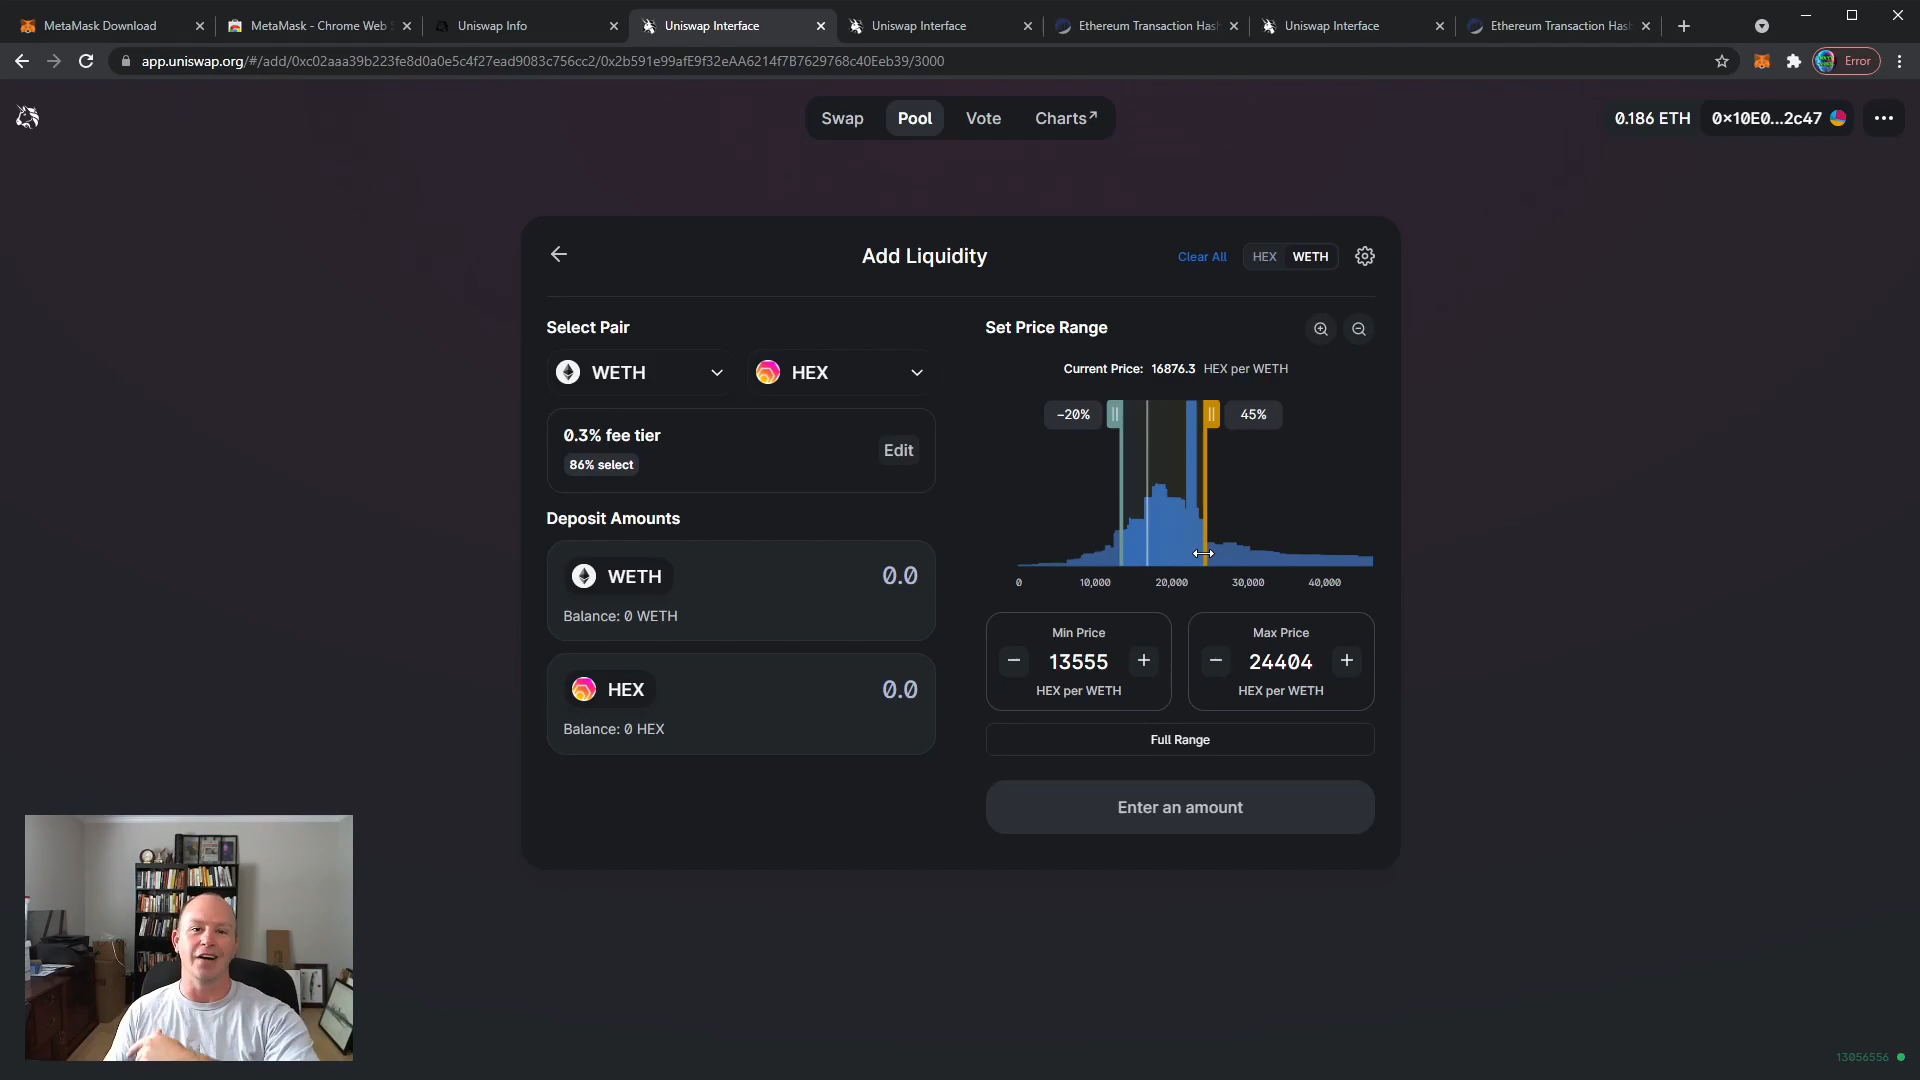 MetaMask Download
MetaMask - Chrome Web
Uniswap Info
Uniswap Interface
Uniswap Interface
Ethereum Transaction Hash
Uniswap Interface
Ethereum Transaction Hash
app.uniswap.org/#/add/0xc02aaa39b223fe8d0a0e5c4f27ead9083c756cc2/0x2b591e99afE9f32eAA6214f7B7629768c40Eeb39/3000
Error
Swap
Pool
Vote
Charts↗
0.186 ETH
0x10E0...2c47
Add Liquidity
Clear All
HEX
WETH
Select Pair
WETH
HEX
0.3% fee tier
86% select
Edit
Deposit Amounts
WETH
0.0
Balance: 0 WETH
HEX
0.0
Balance: 0 HEX
Set Price Range
Current Price: 16876.3 HEX per WETH
-20%
45%
0 10,000 20,000 30,000 40,000
Min Price
- 13555 +
HEX per WETH
Max Price
- 24404 +
HEX per WETH
Full Range
Enter an amount
13056556